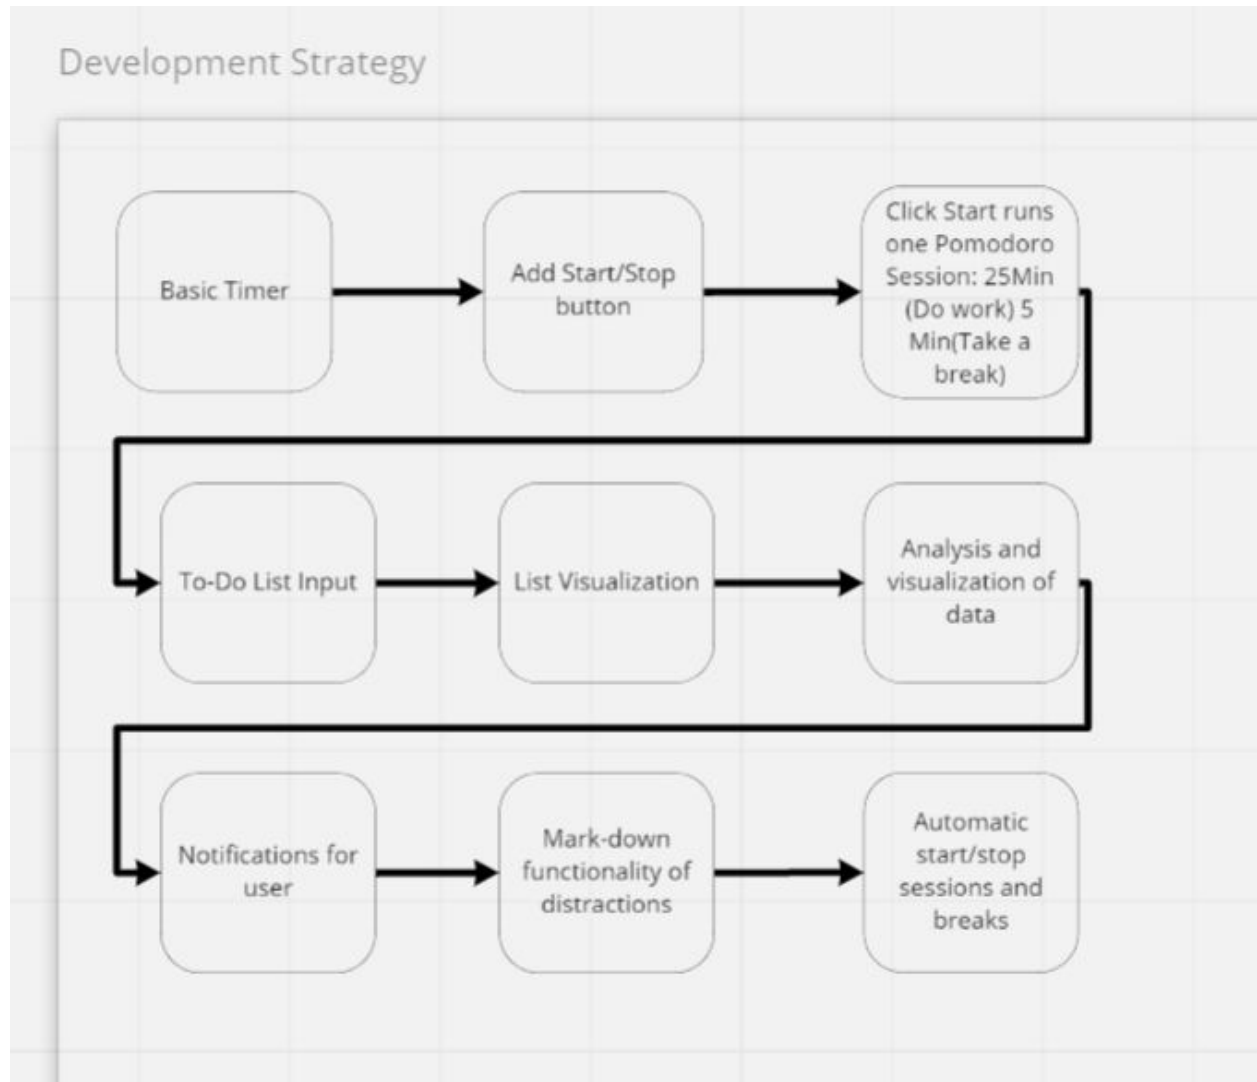 Development Strategy
Basic Timer
Add Start/Stop
button
Click Start runs
one Pomodoro
Session: 25Min
(Do work) 5
Min(Take a
break)
To-Do List Input
List Visualization
Analysis and
visualization of
data
Notifications for
user
Mark-down
functionality of
distractions
Automatic
start/stop
sessions and
breaks